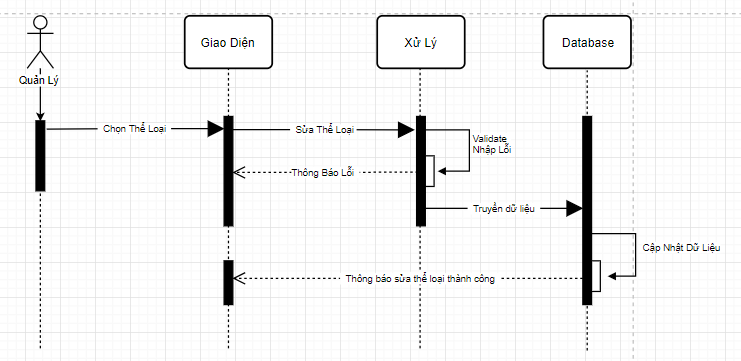 Quản Lý
Giao Diện
Xử Lý
Database
Chọn Thể Loại
Sửa Thể Loại
Validate
Nhập Lỗi
Thông Báo Lỗi
Truyền dữ liệu
Cập Nhật Dữ Liệu
Thông báo sửa thể loại thành công